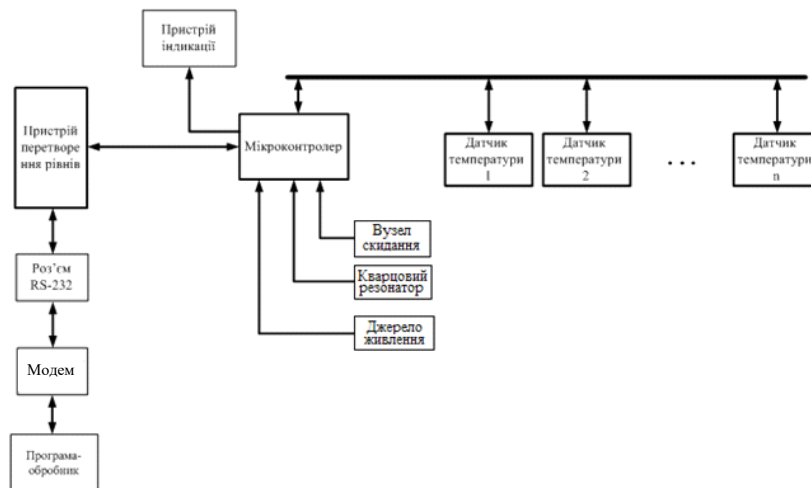 Пристрій
індикації
Пристрій
перетворе
ння рівнів
Мікроконтролер
Датчик
температури
1
Датчик
температури
2
...
Датчик
температури
n
Вузел
скидання
Роз’єм
RS-232
Кварцовий
резонатор
Джерело
живлення
Модем
Програма-
обробник